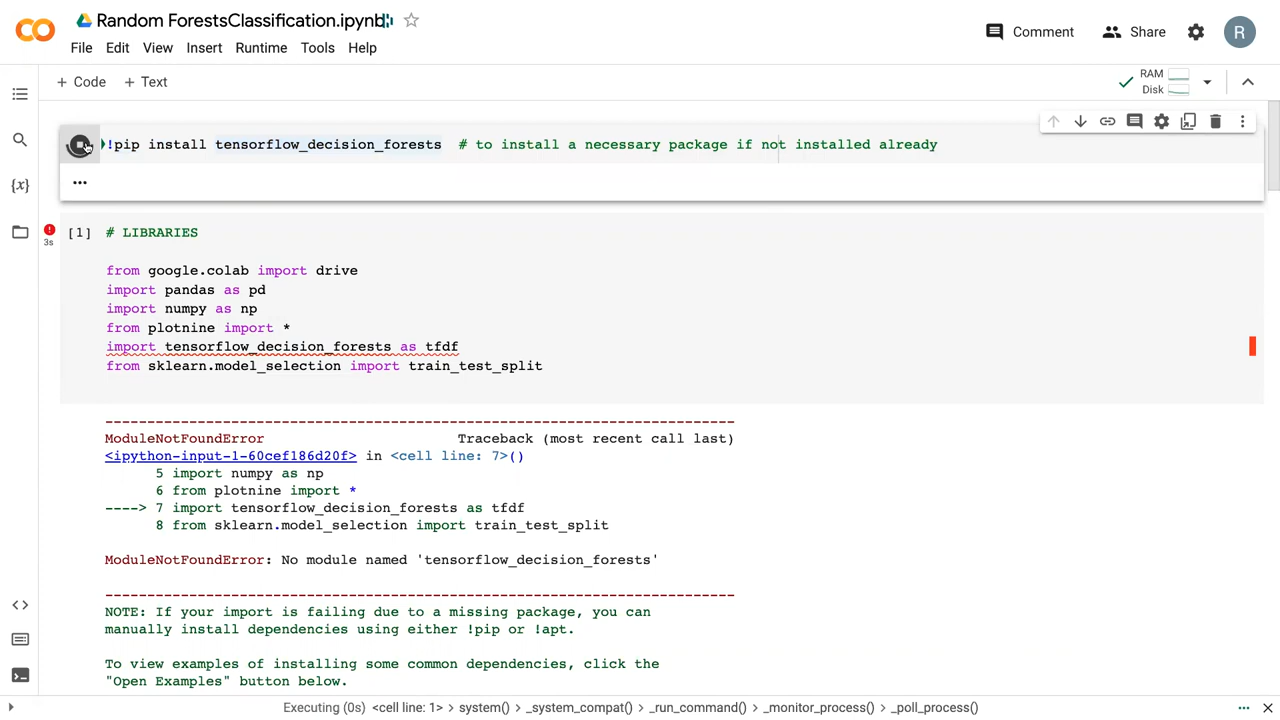 Random ForestsClassification.ipynb
File Edit View Insert Runtime Tools Help
Comment Share R
+ Code + Text
RAM
Disk
!pip install tensorflow_decision_forests # to install a necessary package if not installed already
...
[1] # LIBRARIES
3s
from google.colab import drive
import pandas as pd
import numpy as np
from plotnine import *
import tensorflow_decision_forests as tfdf
from sklearn.model_selection import train_test_split
---------------------------------------------------------------------------
ModuleNotFoundError Traceback (most recent call last)
<ipython-input-1-60cef186d20f> in <cell line: 7>()
5 import numpy as np
6 from plotnine import *
----> 7 import tensorflow_decision_forests as tfdf
8 from sklearn.model_selection import train_test_split
ModuleNotFoundError: No module named 'tensorflow_decision_forests'
---------------------------------------------------------------------------
NOTE: If your import is failing due to a missing package, you can
manually install dependencies using either !pip or !apt.
To view examples of installing some common dependencies, click the
"Open Examples" button below.
Executing (0s) <cell line: 1> > system() > _system_compat() > _run_command() > _monitor_process() > _poll_process()